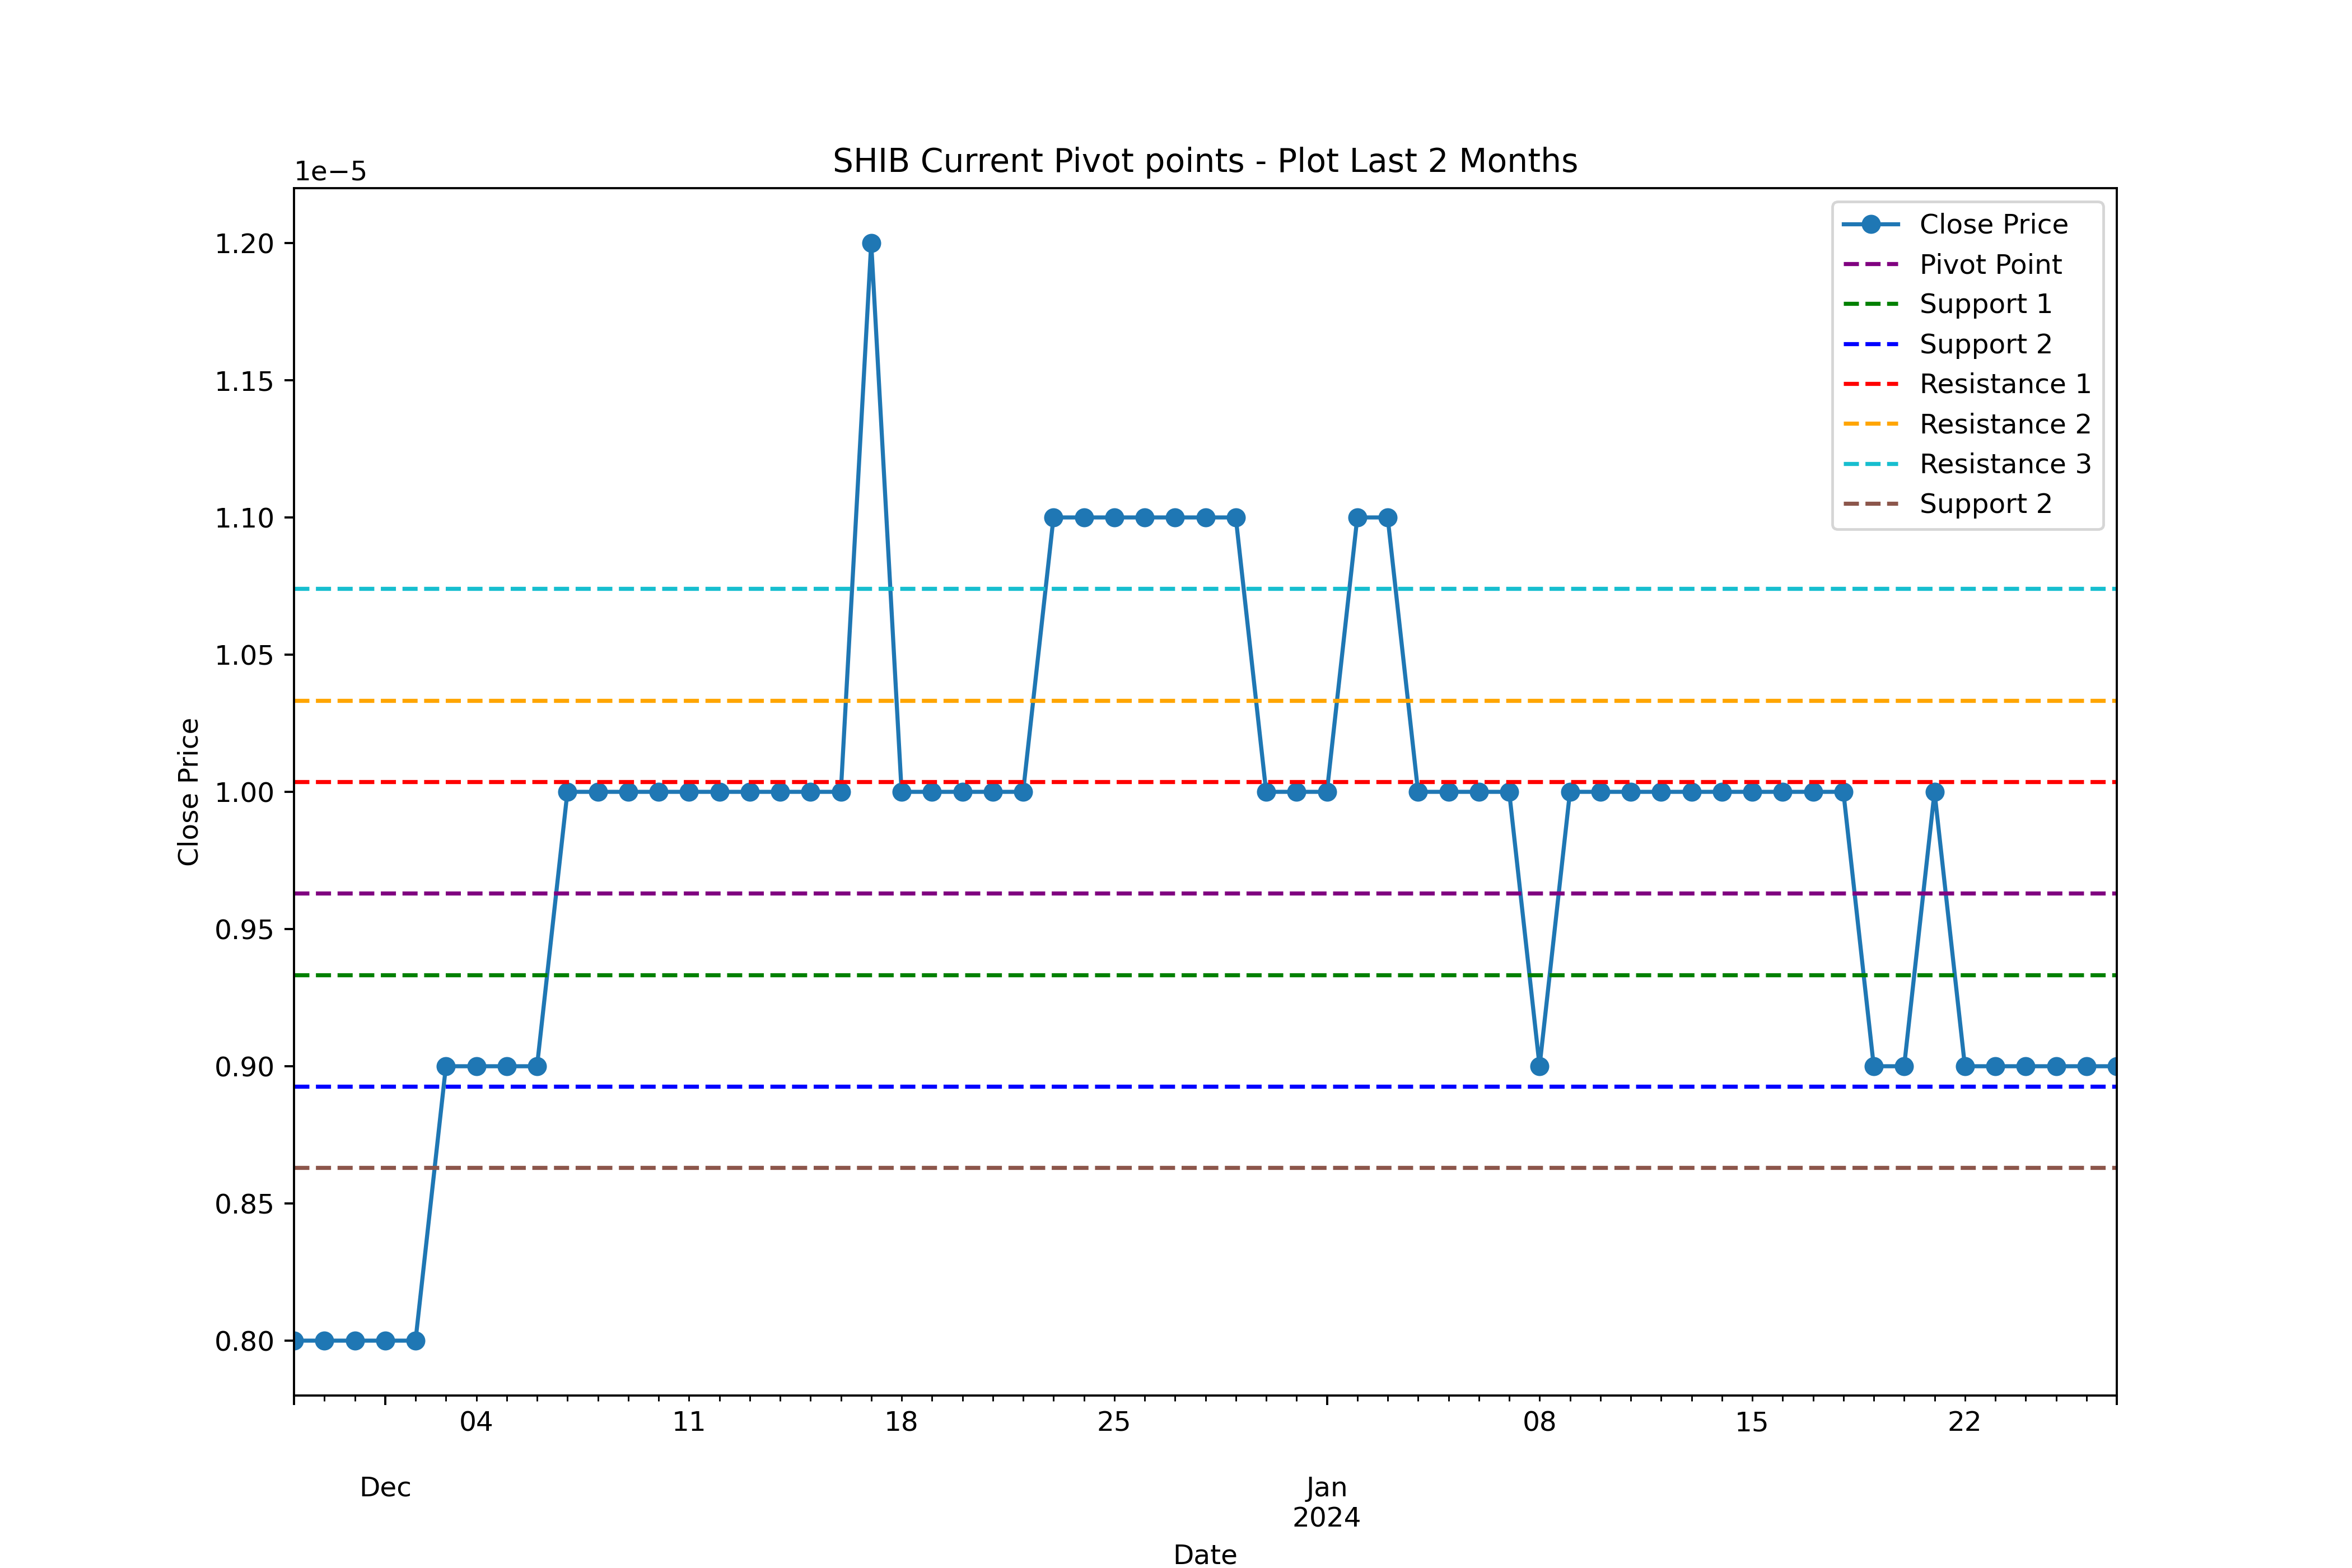 SHIB Current Pivot points - Plot Last 2 Months
1e−5
1.20
1.15
1.10
1.05
1.00
0.95
0.90
0.85
0.80
Close Price
Close Price
Pivot Point
Support 1
Support 2
Resistance 1
Resistance 2
Resistance 3
Support 2
04 11 18 25 08 15 22
Dec Jan
2024
Date